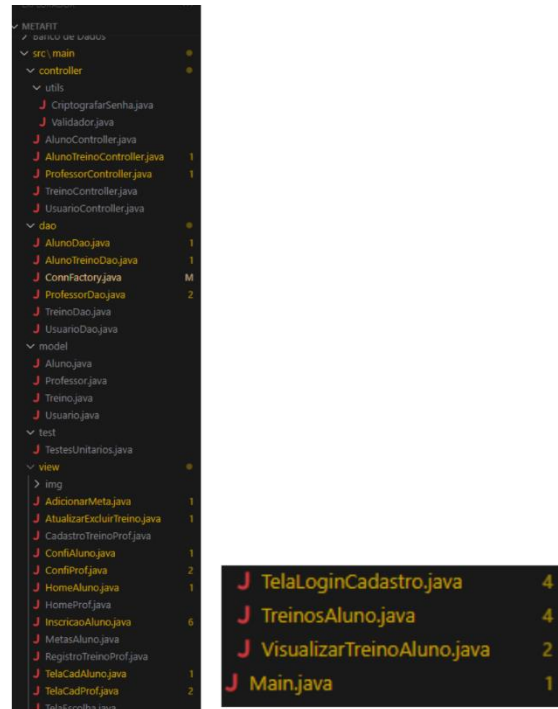 METAFIT
Banco de Dados
src\main
controller
utils
CriptografarSenha.java
Validador.java
AlunoController.java
AlunoTreinoController.java 1
ProfessorController.java 1
TreinoController.java
UsuarioController.java
dao
AlunoDao.java 1
AlunoTreinoDao.java 1
ConnFactory.java M
ProfessorDao.java 2
TreinoDao.java
UsuarioDao.java
model
Aluno.java
Professor.java
Treino.java
Usuario.java
test
TestesUnitarios.java
view
img
AdicionarMeta.java 1
AtualizarExcluirTreino.java 1
CadastroTreinoProf.java
ConfiAluno.java 1
ConfiProf.java 2
HomeAluno.java 1
HomeProf.java
InscricaoAluno.java 6
MetasAluno.java
RegistroTreinoProf.java
TelaCadAluno.java 1
TelaCadProf.java 2
TelaEscolha.java
TelaLoginCadastro.java 4
TreinosAluno.java 4
VisualizarTreinoAluno.java 2
Main.java 1